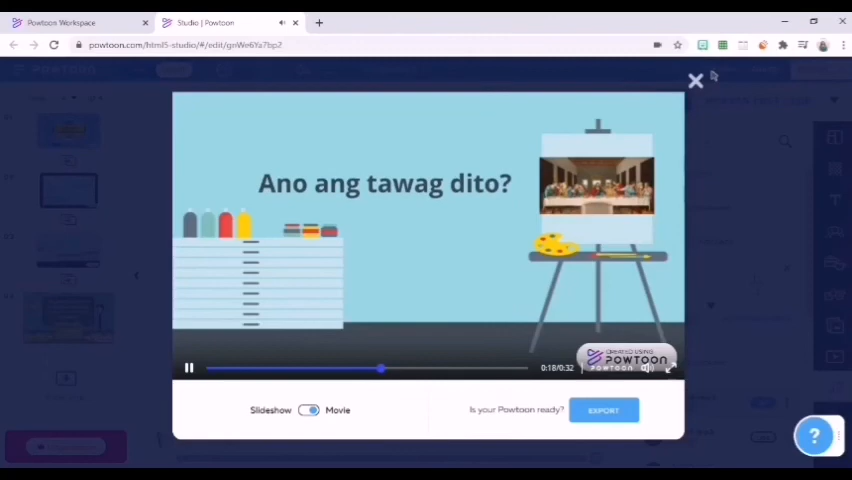 Powtoon Workspace
Studio | Powtoon
powtoon.com/html5-studio/#/edit/gnWe6Ya7bp2
POWTOON
Ano ang tawag dito?
CREATED USING
POWTOON
0:18/0:32
Slideshow
Movie
Is your Powtoon ready?
EXPORT
?